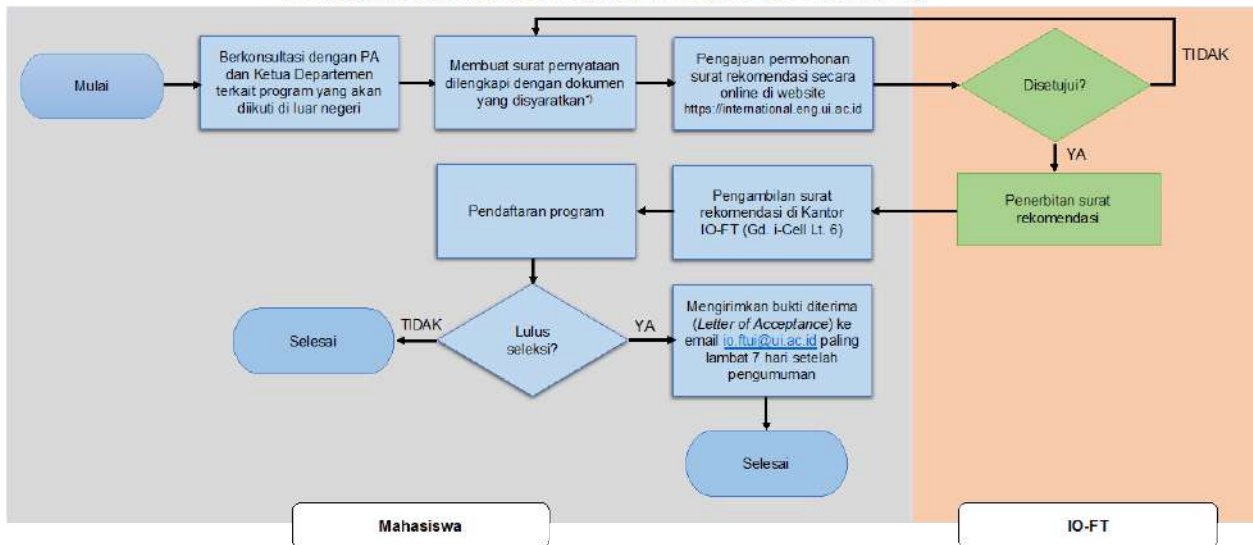 Mulai
Berkonsultasi dengan PA
dan Ketua Departemen
terkait program yang akan
diikuti di luar negeri
Membuat surat pernyataan
dilengkapi dengan dokumen
yang disyaratkan*)
Pengajuan permohonan
surat rekomendasi secara
online di website
https://international.eng.ui.ac.id
Disetujui?
TIDAK
YA
Penerbitan surat
rekomendasi
Pengambilan surat
rekomendasi di Kantor
IO-FT (Gd. i-Cell Lt. 6)
Pendaftaran program
Lulus
seleksi?
TIDAK
Selesai
YA
Mengirimkan bukti diterima
(Letter of Acceptance) ke
email io.ftui@ui.ac.id paling
lambat 7 hari setelah
pengumuman
Selesai
Mahasiswa
IO-FT